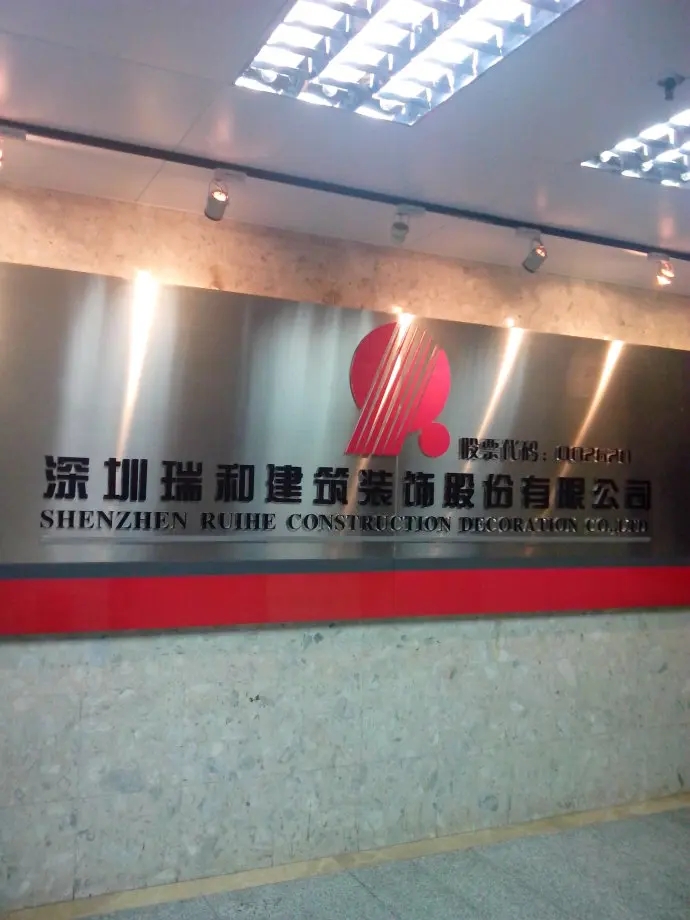 股票代码：002620
深圳瑞和建筑装饰股份有限公司
SHENZHEN RUIHE CONSTRUCTION DECORATION CO.,LTD